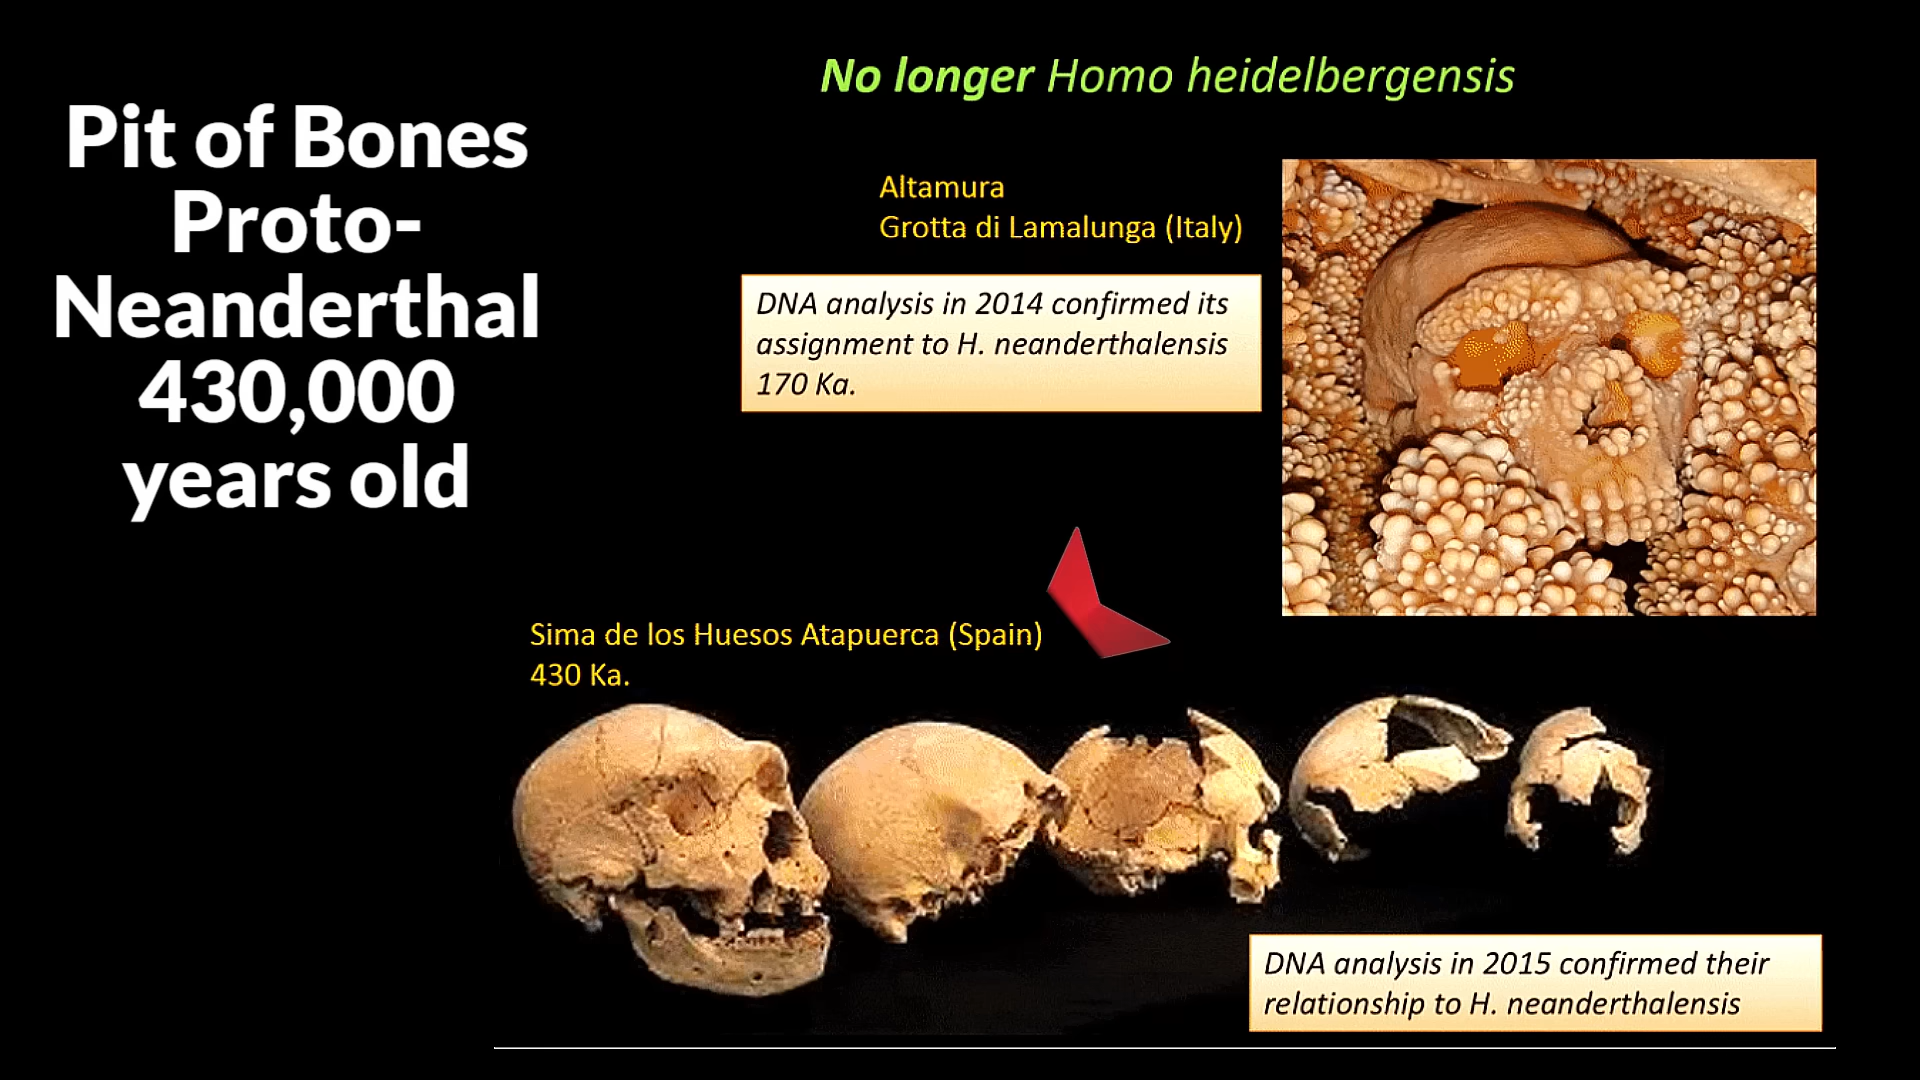 No longer Homo heidelbergensis
Pit of Bones
Proto-
Neanderthal
430,000
years old
Altamura
Grotta di Lamalunga (Italy)
DNA analysis in 2014 confirmed its
assignment to H. neanderthalensis
170 Ka.
Sima de los Huesos Atapuerca (Spain)
430 Ka.
DNA analysis in 2015 confirmed their
relationship to H. neanderthalensis